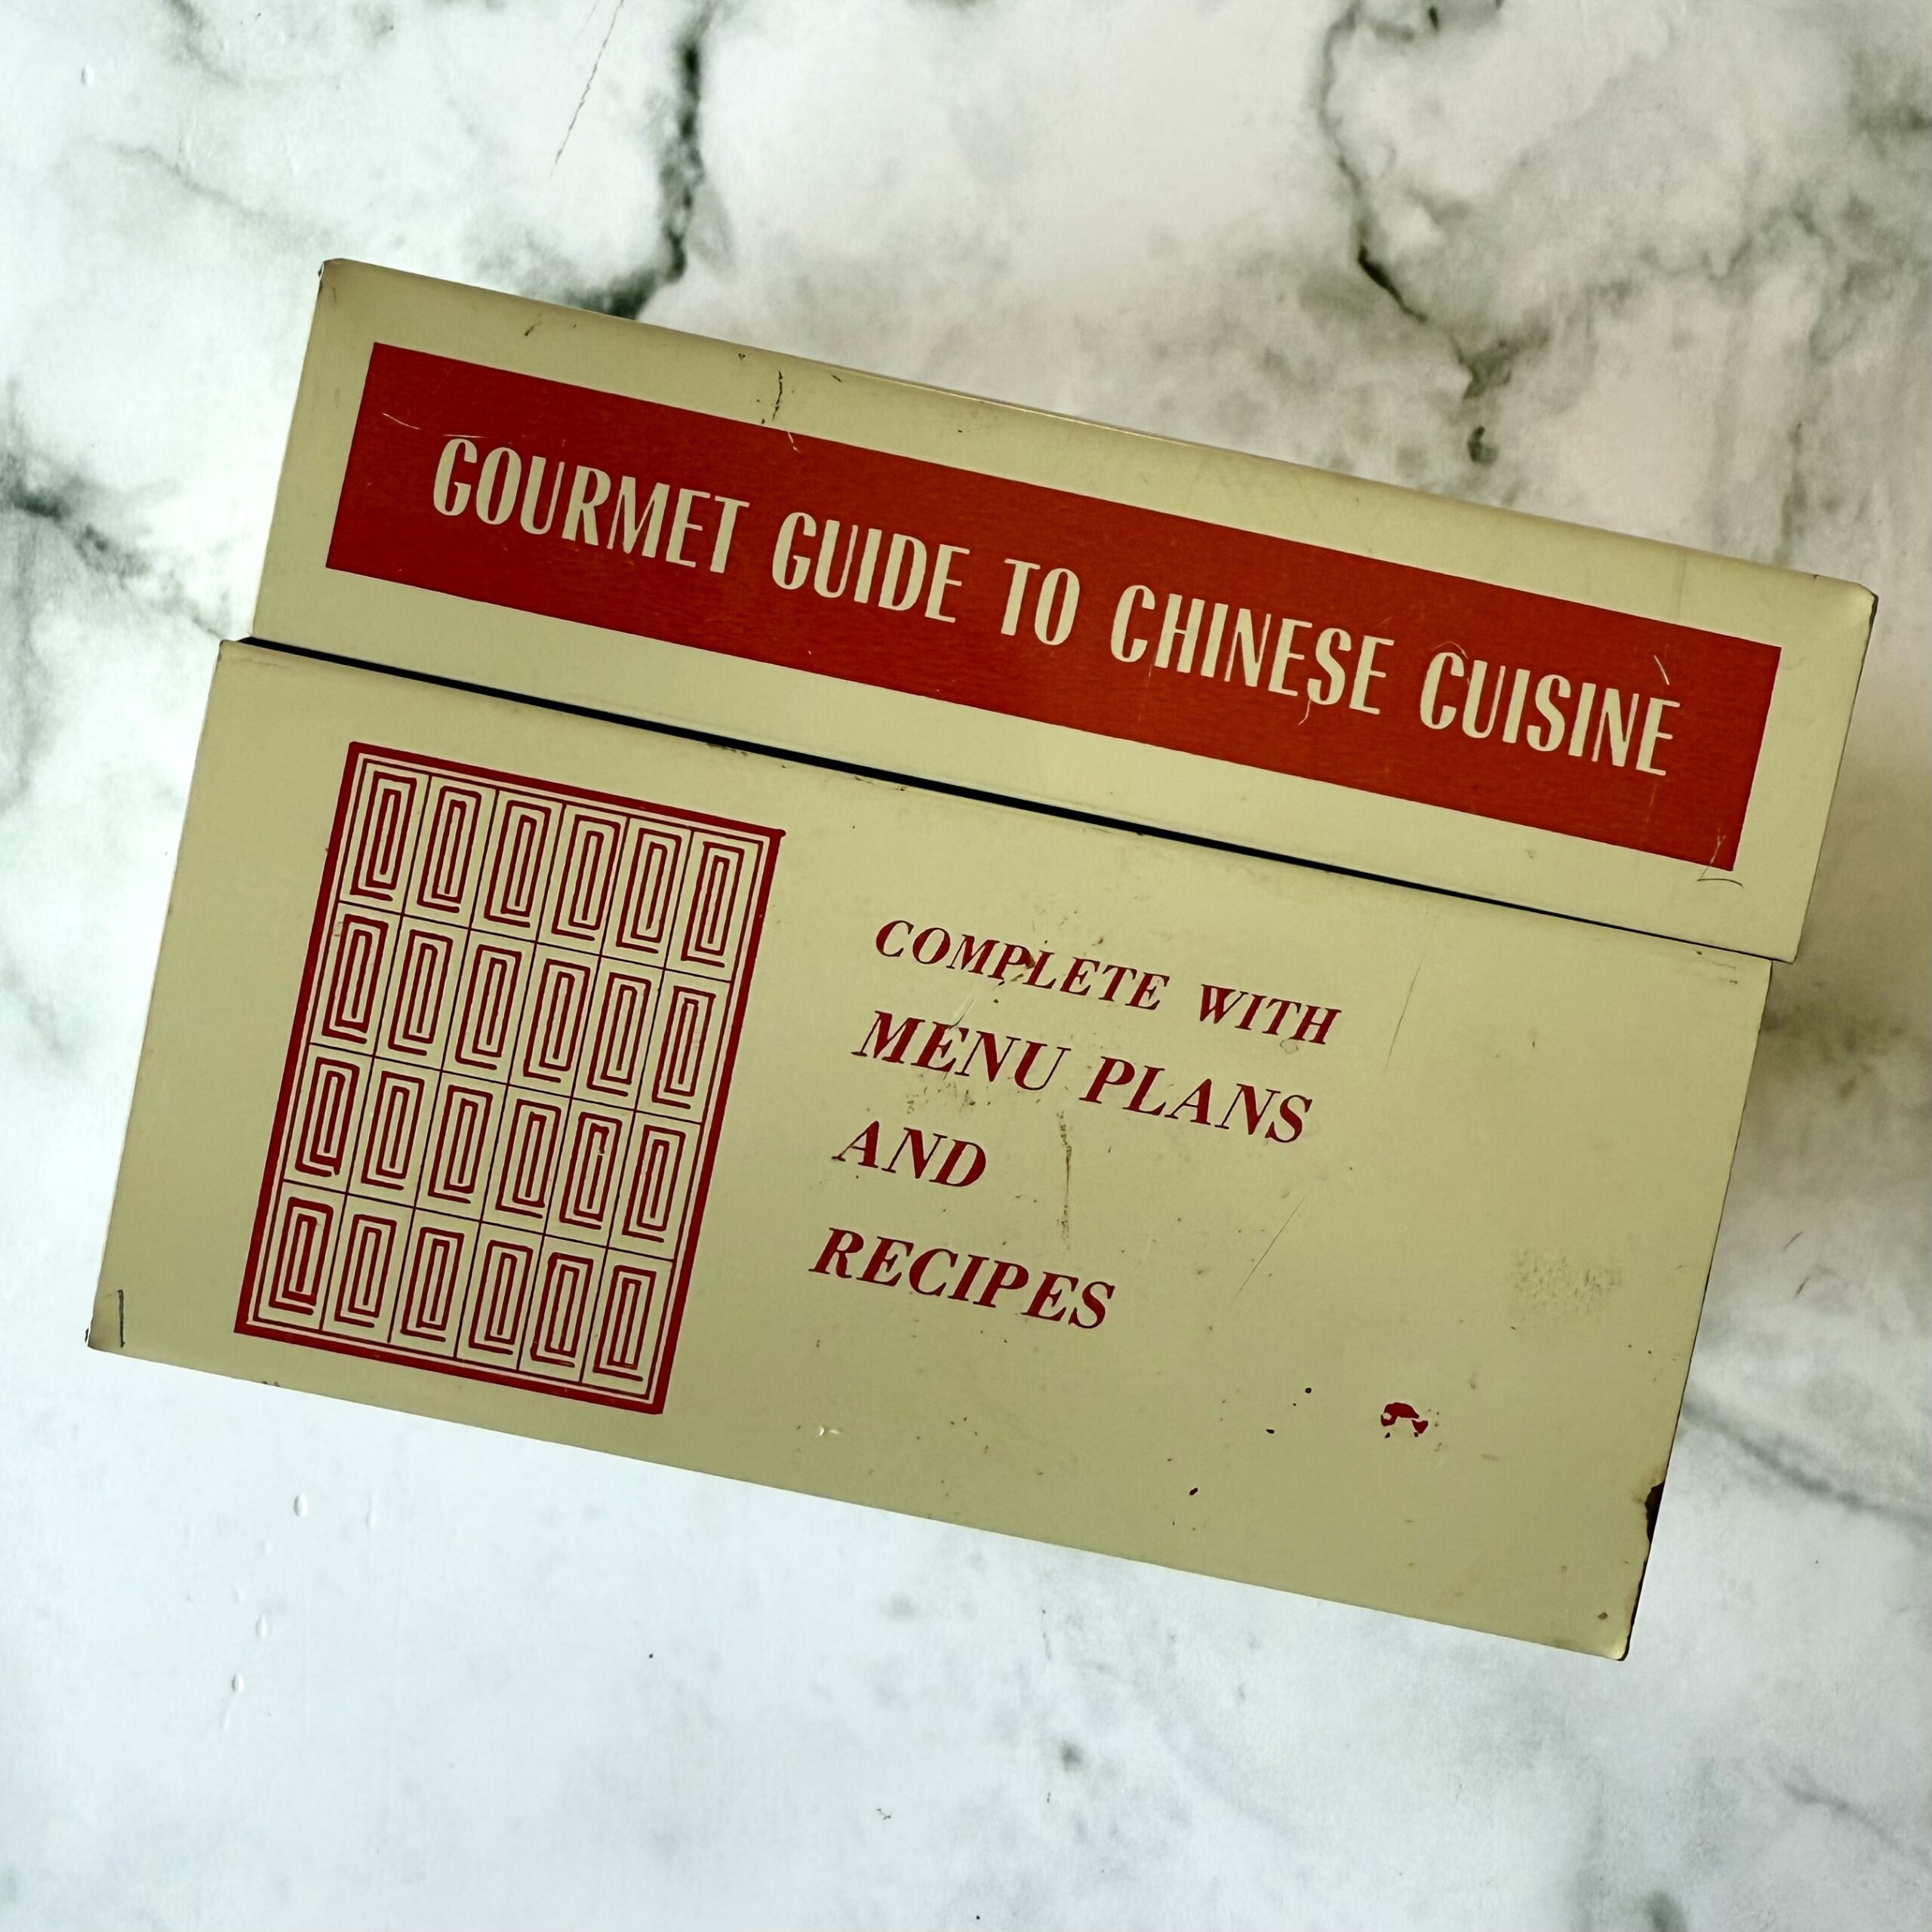 GOURMET GUIDE TO CHINESE CUISINE
COMPLETE WITH
MENU PLANS
AND
RECIPES